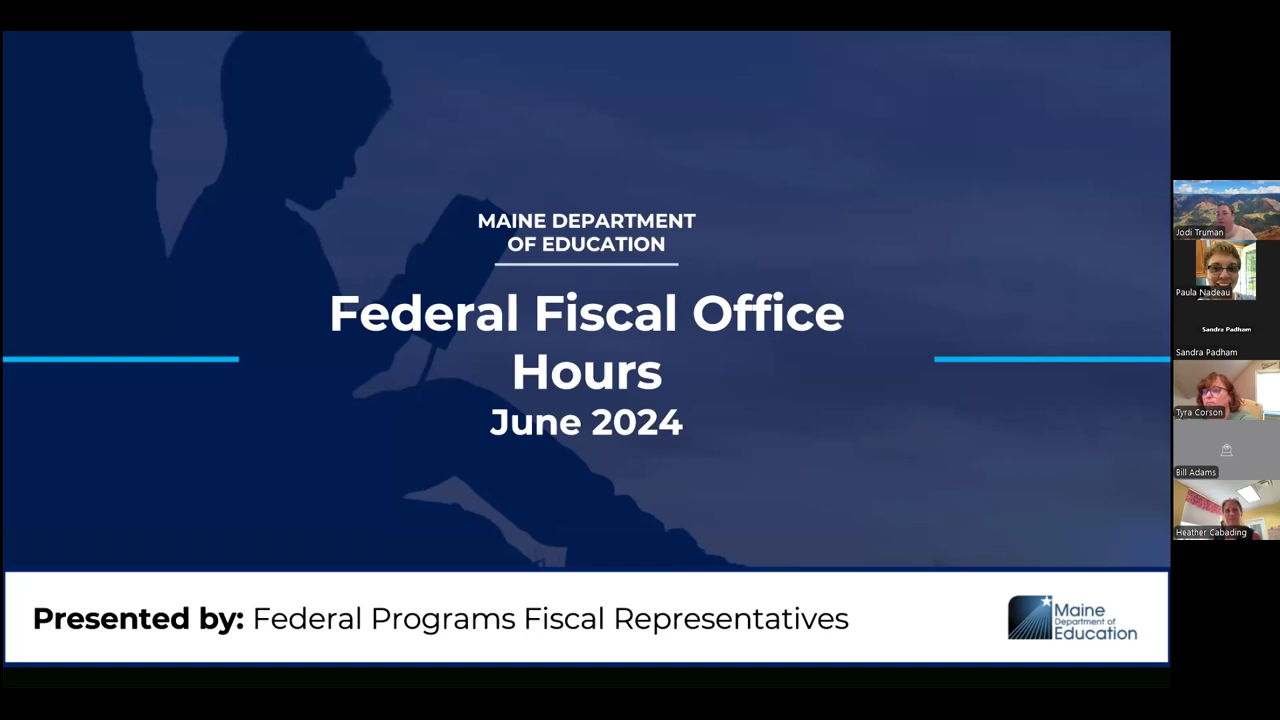 MAINE DEPARTMENT
OF EDUCATION
Federal Fiscal Office
Hours
June 2024
Presented by: Federal Programs Fiscal Representatives
Maine
Department of
Education
Jodi Truman
Paula Nadeau
Sandra Padham
Sandra Padham
Tyra Corson
Bill Adams
Heather Cabading